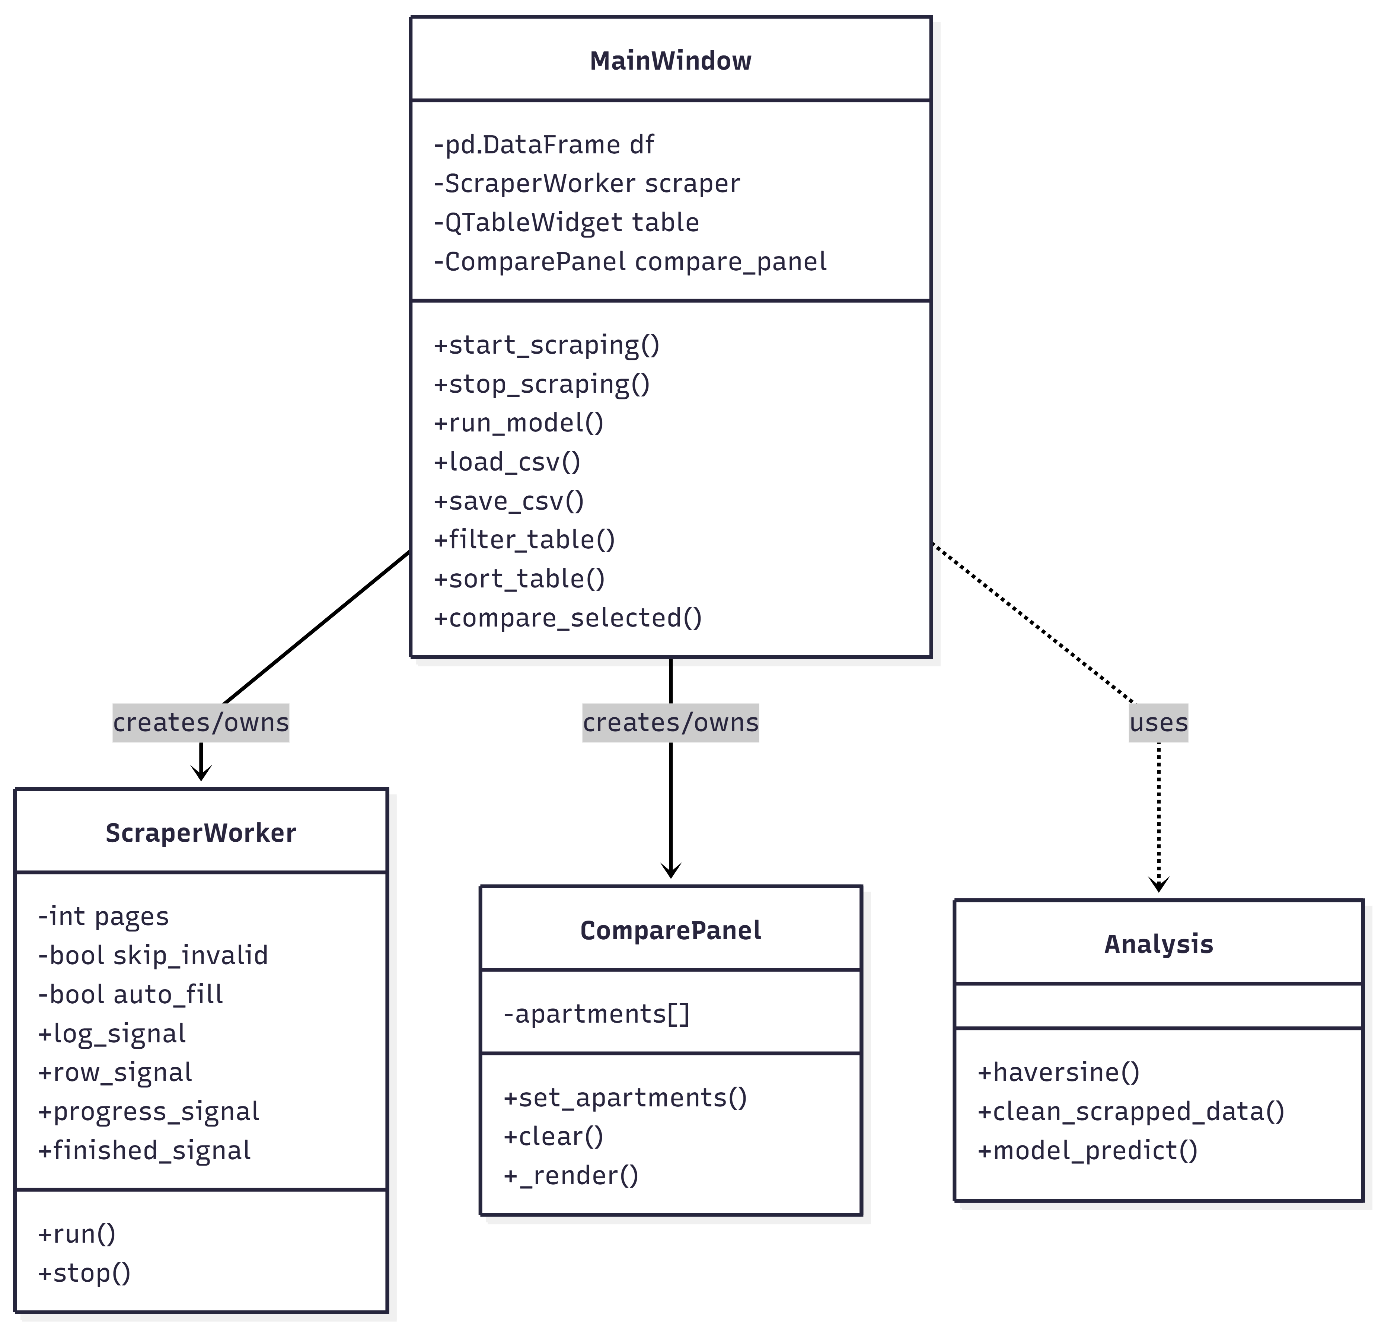 MainWindow
-pd.DataFrame df
-ScraperWorker scraper
-QTableWidget table
-ComparePanel compare_panel
+start_scraping()
+stop_scraping()
+run_model()
+load_csv()
+save_csv()
+filter_table()
+sort_table()
+compare_selected()
creates/owns
creates/owns
uses
ScraperWorker
-int pages
-bool skip_invalid
-bool auto_fill
+log_signal
+row_signal
+progress_signal
+finished_signal
+run()
+stop()
ComparePanel
-apartments[]
+set_apartments()
+clear()
+_render()
Analysis
+haversine()
+clean_scrapped_data()
+model_predict()